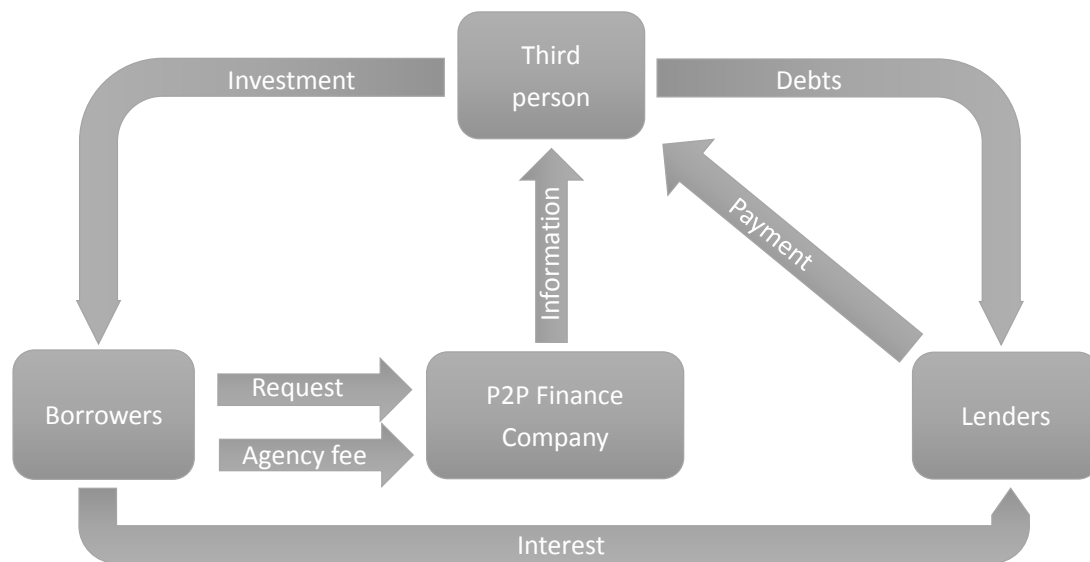 Third
person
Investment
Debts
Information
Payment
Borrowers
Request
Agency fee
P2P Finance
Company
Lenders
Interest